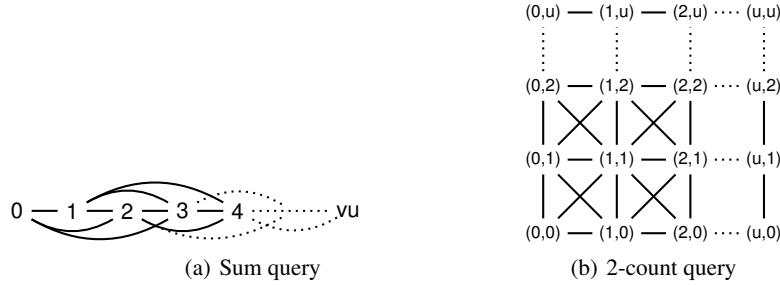 0 1 2 3 4 vu
(a) Sum query
(0,u) (1,u) (2,u) (u,u)
(0,2) (1,2) (2,2) (u,2)
(0,1) (1,1) (2,1) (u,1)
(0,0) (1,0) (2,0) (u,0)
(b) 2-count query